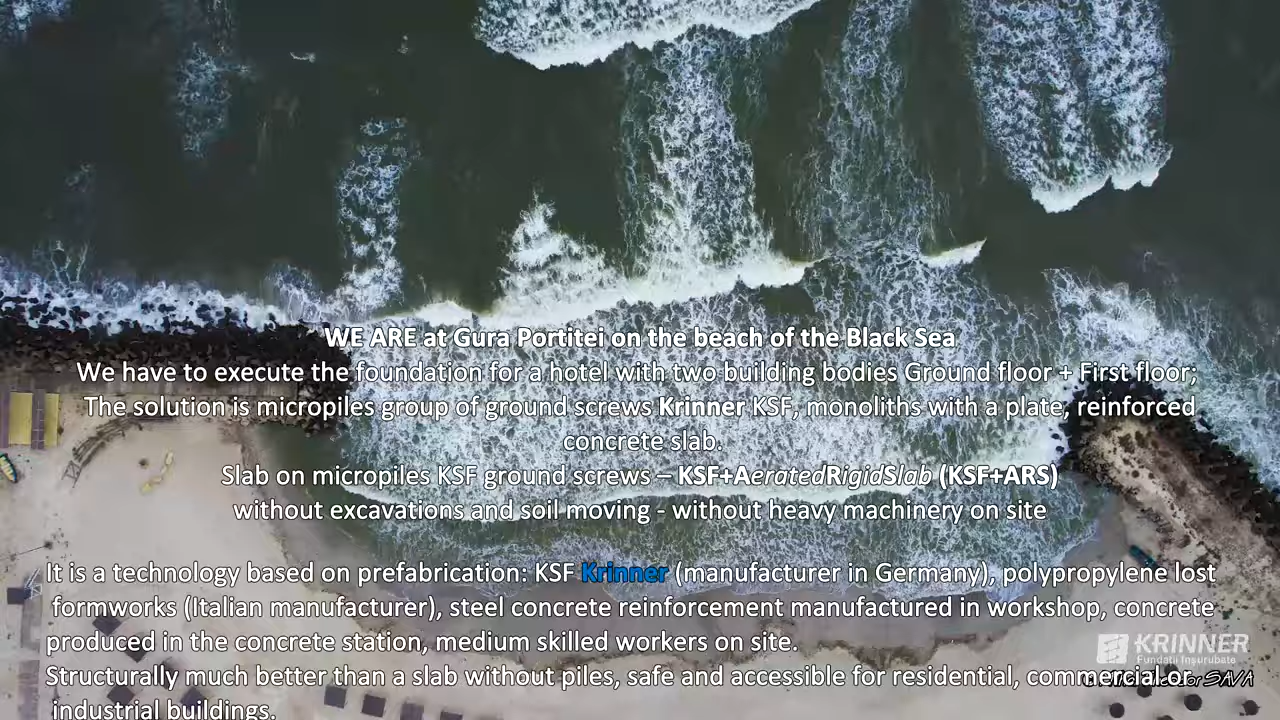 WE ARE at Gura Portitei on the beach of the Black Sea
We have to execute the foundation for a hotel with two building bodies Ground floor + First floor;
The solution is micropiles group of ground screws Krinner KSF, monoliths with a plate, reinforced
concrete slab.
Slab on micropiles KSF ground screws – KSF+AeratedRigidSlab (KSF+ARS)
without excavations and soil moving - without heavy machinery on site
It is a technology based on prefabrication: KSF Krinner (manufacturer in Germany), polypropylene lost
formworks (Italian manufacturer), steel concrete reinforcement manufactured in workshop, concrete
produced in the concrete station, medium skilled workers on site.
KRINNER
Fundatii Insurubate
Structurally much better than a slab without piles, safe and accessible for residential, commercial or
SAVA
industrial buildings.